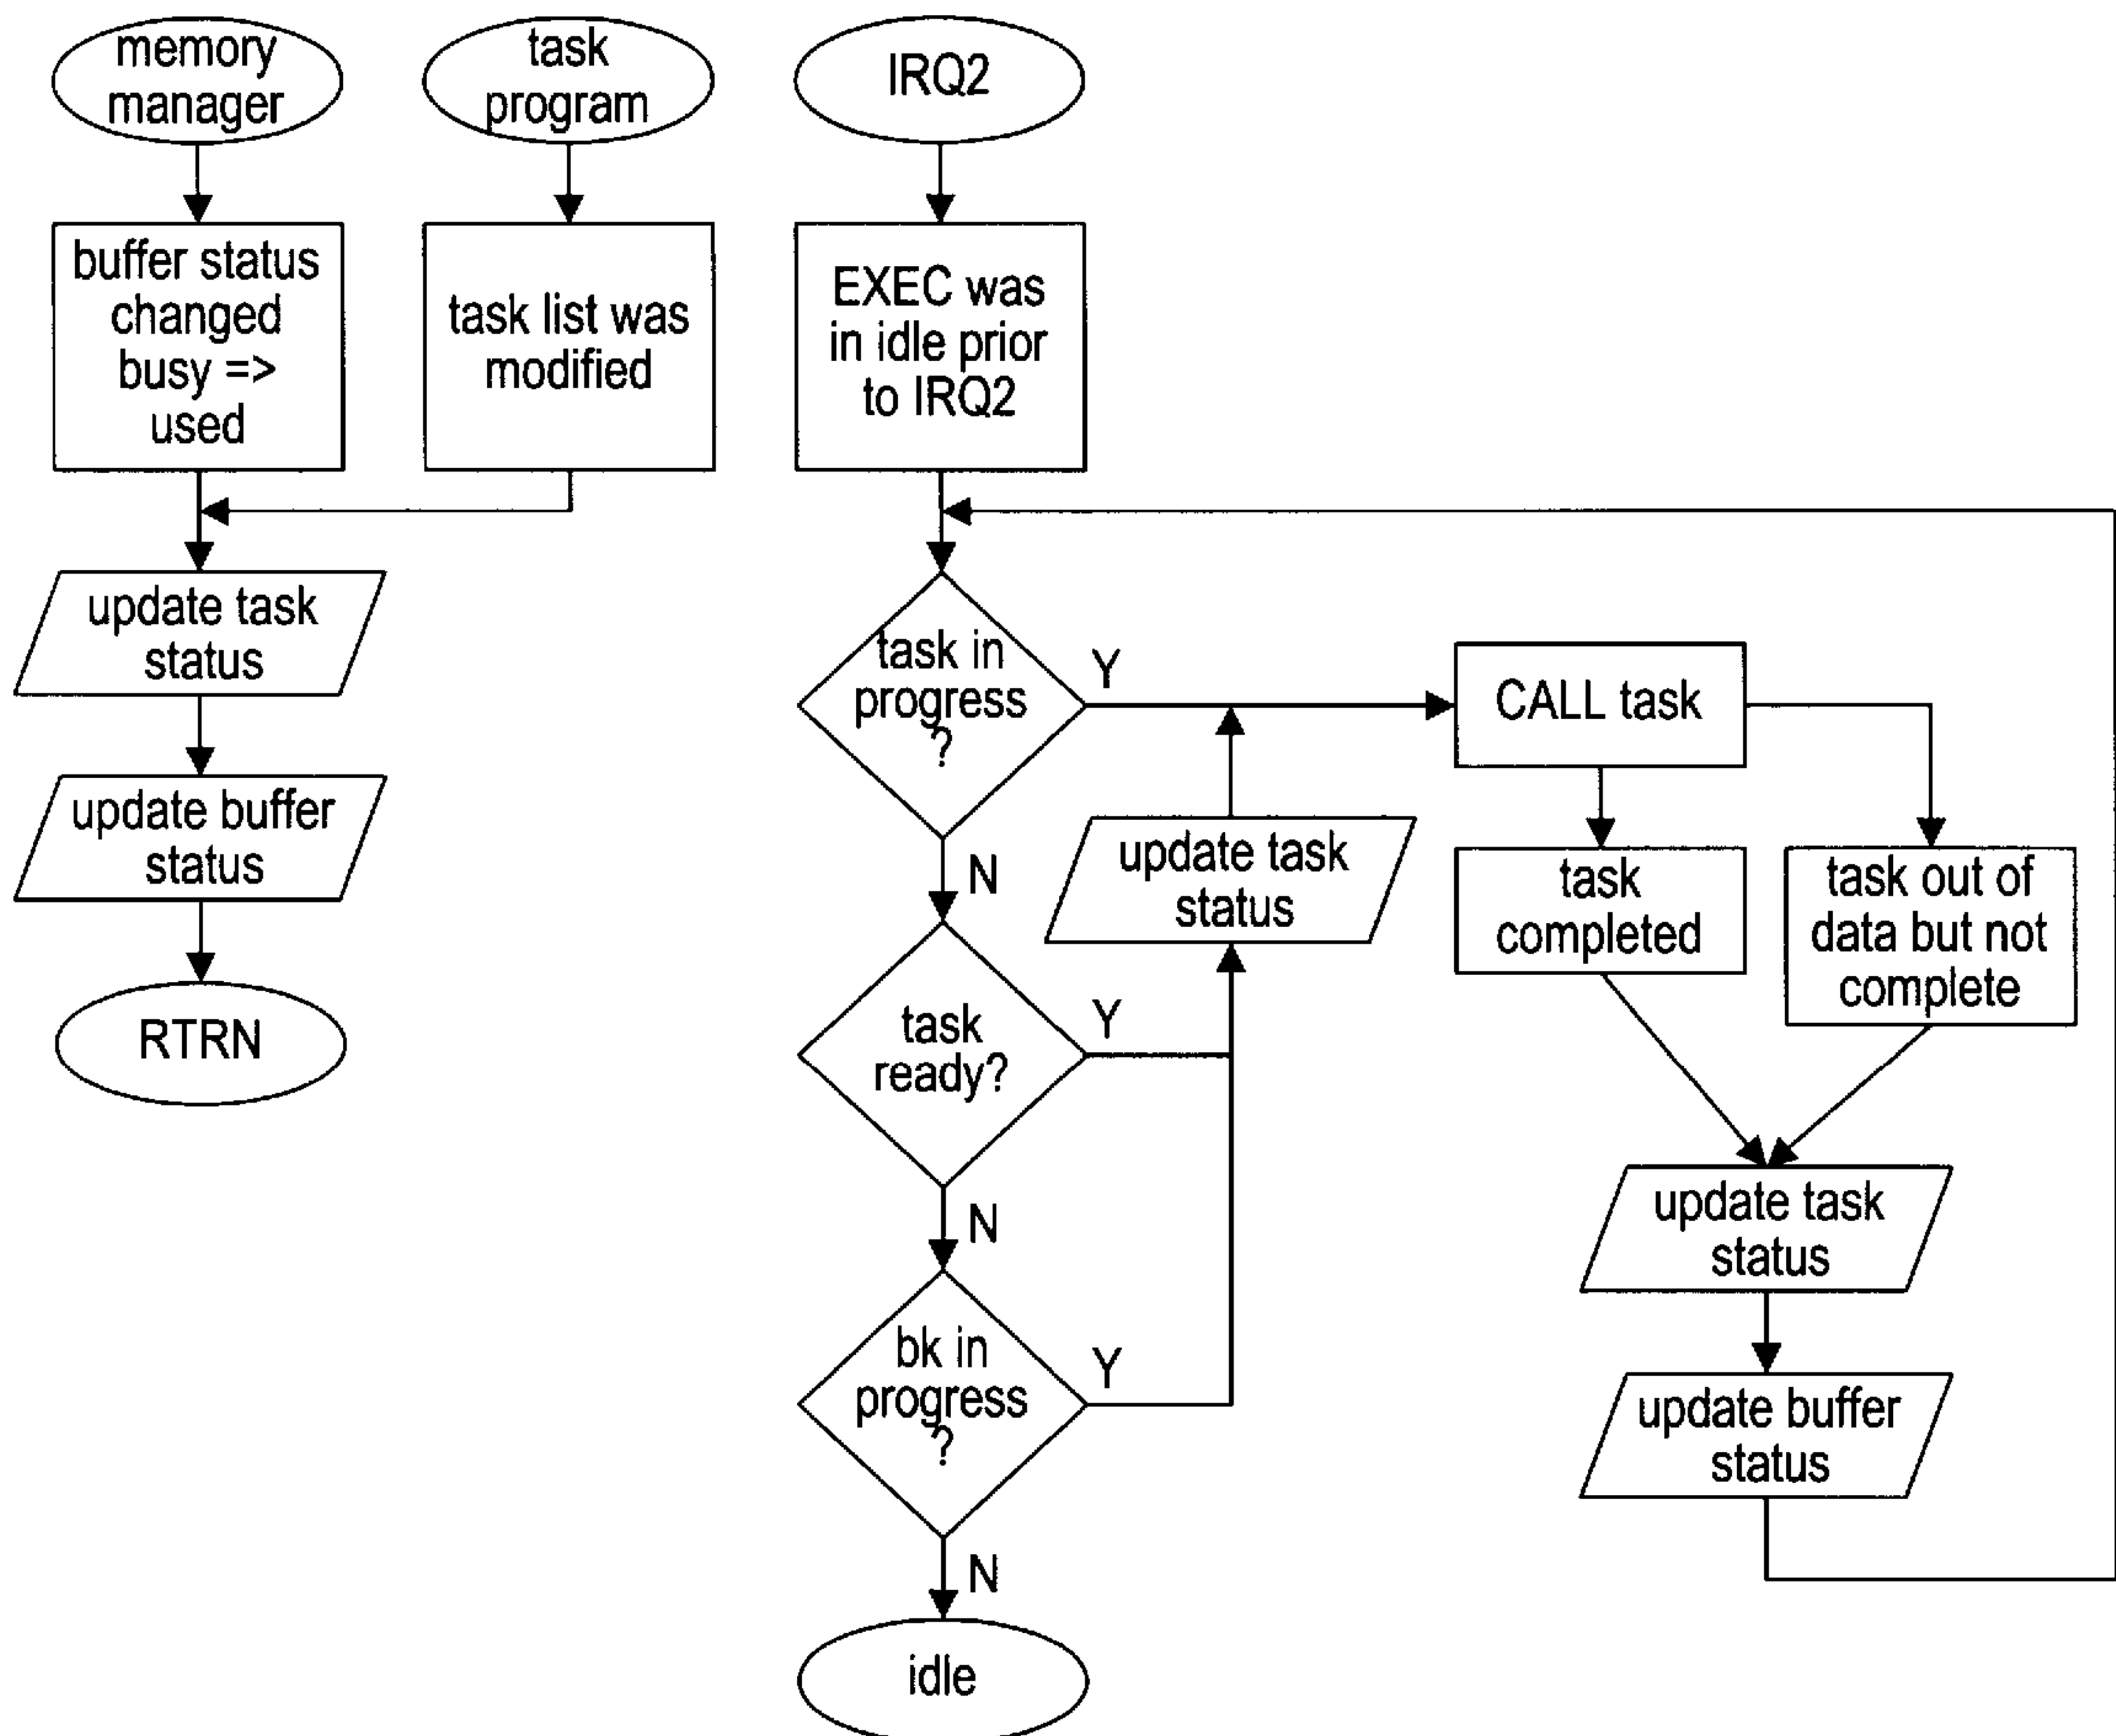 memory
manager
task
program
IRQ2
buffer status
changed
busy =>
used
task list was
modified
EXEC was
in idle prior
to IRQ2
update task
status
update buffer
status
RTRN
task in
progress
?
Y
N
CALL task
update task
status
task
completed
task out of
data but not
complete
task
ready?
Y
N
bk in
progress
?
Y
N
idle
update task
status
update buffer
status